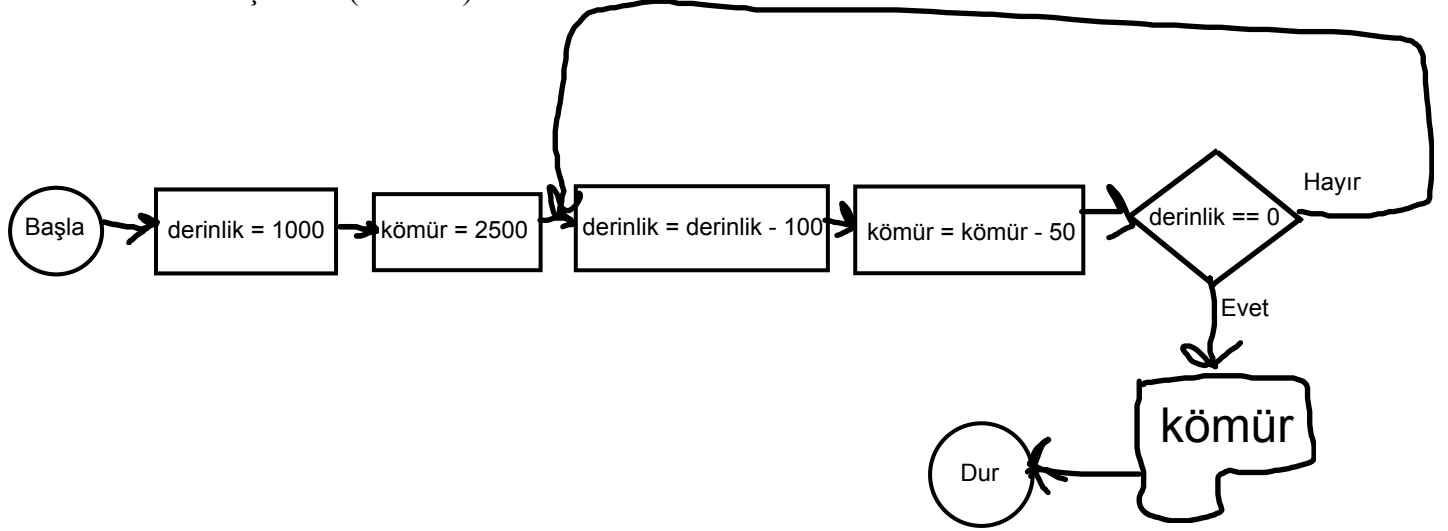 Başla
derinlik = 1000
kömür = 2500
derinlik = derinlik - 100
kömür = kömür - 50
derinlik == 0
Hayır
Evet
kömür
Dur